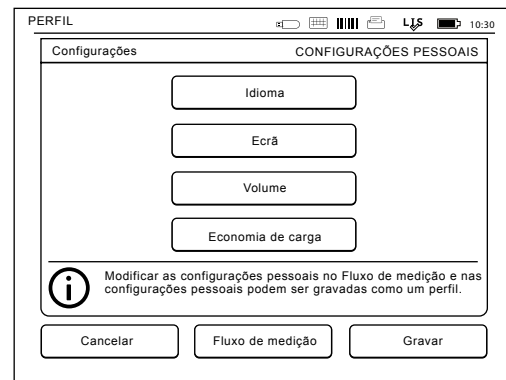 PERFIL
LIS 10:30
Configurações CONFIGURAÇÕES PESSOAIS
Idioma
Ecrã
Volume
Economia de carga
Modificar as configurações pessoais no Fluxo de medição e nas
configurações pessoais podem ser gravadas como um perfil.
Cancelar Fluxo de medição Gravar